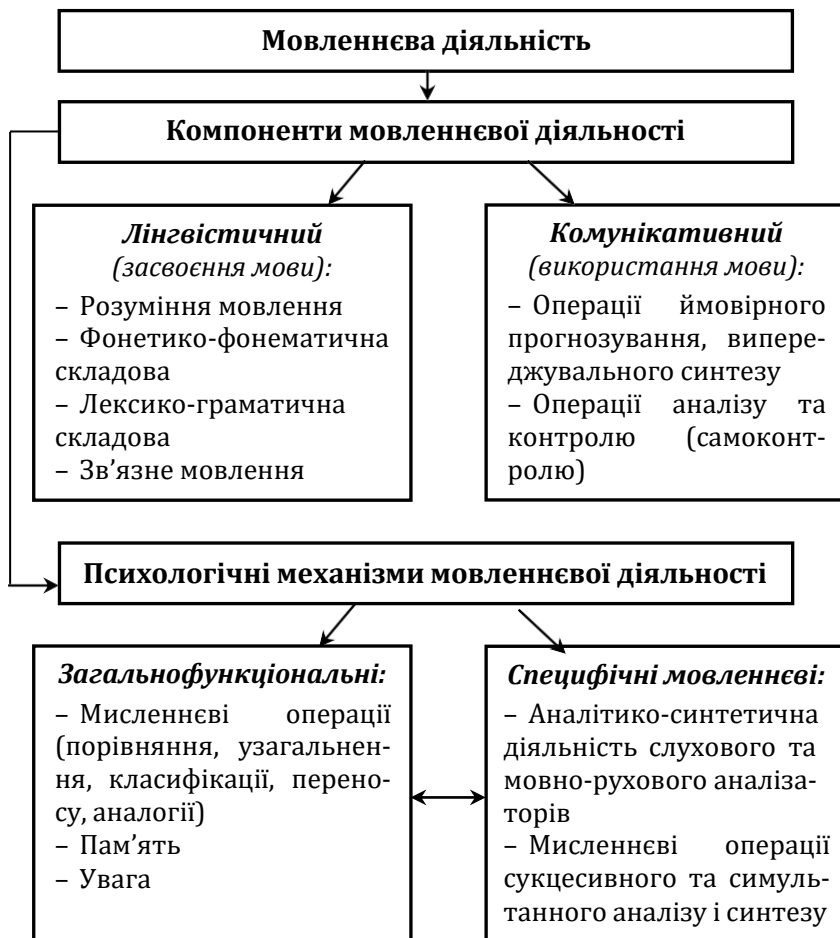 Мовленнєва діяльність
Компоненти мовленнєвої діяльності
Лінгвістичний
(засвоєння мови):
– Розуміння мовлення
– Фонетико-фонематична
складова
– Лексико-граматична
складова
– Зв’язне мовлення
Комунікативний
(використання мови):
– Операції ймовірного
прогнозування, випере-
джувального синтезу
– Операції аналізу та
контролю (самоконт-
ролю)
Психологічні механізми мовленнєвої діяльності
Загальнофункціональні:
– Мисленнєві операції
(порівняння, узагальнен-
ня, класифікації, перено-
су, аналогії)
– Пам’ять
– Увага
Специфічні мовленнєві:
– Аналітико-синтетична
діяльність слухового та
мовно-рухового аналіза-
торів
– Мисленнєві операції
сукцесивного та симуль-
танного аналізу і синтезу